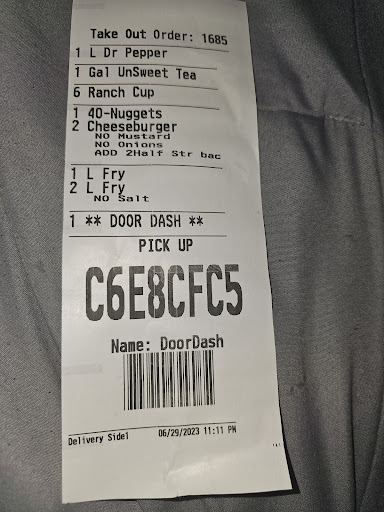 Take Out Order: 1685
1 L Dr Pepper
1 Gal UnSweet Tea
6 Ranch Cup
1 40-Nuggets
2 Cheeseburger
NO Mustard
NO Onions
ADD 2Half Str bac
1 L Fry
2 L Fry
NO Salt
1 ** DOOR DASH **
PICK UP
C6E8CFC5
Name: DoorDash
Delivery Side1 06/29/2023 11:11 PM